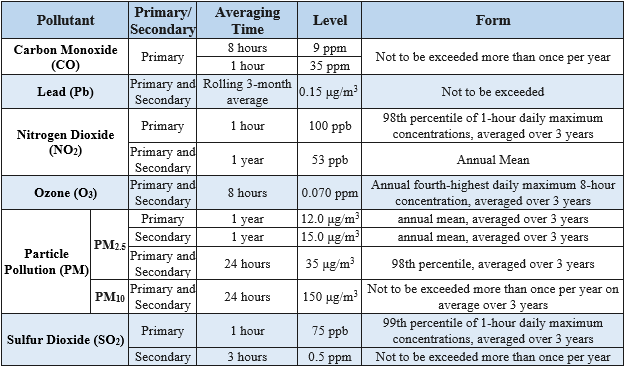 Pollutant
Primary/
Secondary
Averaging
Time
Level
Form
Carbon Monoxide
(CO)
Primary
8 hours
9 ppm
Not to be exceeded more than once per year
1 hour
35 ppm
Lead (Pb)
Primary and
Secondary
Rolling 3-month
average
0.15 µg/m³
Not to be exceeded
Nitrogen Dioxide
(NO₂)
Primary
1 hour
100 ppb
98th percentile of 1-hour daily maximum
concentrations, averaged over 3 years
Primary and
Secondary
1 year
53 ppb
Annual Mean
Ozone (O₃)
Primary and
Secondary
8 hours
0.070 ppm
Annual fourth-highest daily maximum 8-hour
concentration, averaged over 3 years
Particle
Pollution (PM)
PM₂.₅
Primary
1 year
12.0 µg/m³
annual mean, averaged over 3 years
Secondary
1 year
15.0 µg/m³
annual mean, averaged over 3 years
Primary and
Secondary
24 hours
35 µg/m³
98th percentile, averaged over 3 years
PM₁₀
Primary and
Secondary
24 hours
150 µg/m³
Not to be exceeded more than once per year on
average over 3 years
Sulfur Dioxide (SO₂)
Primary
1 hour
75 ppb
99th percentile of 1-hour daily maximum
concentrations, averaged over 3 years
Secondary
3 hours
0.5 ppm
Not to be exceeded more than once per year